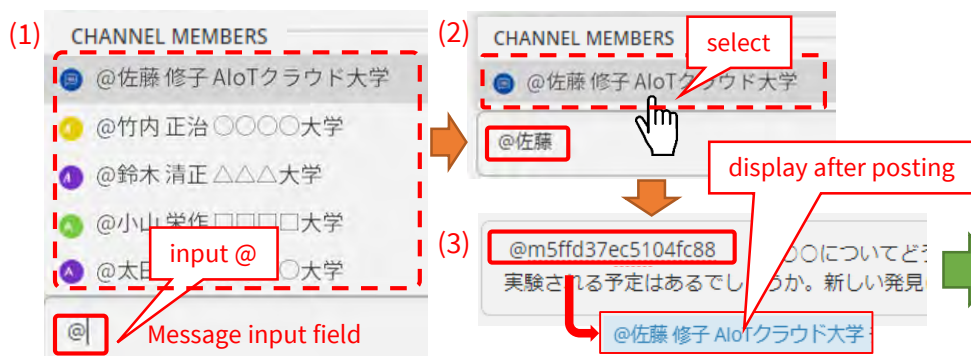 (1)
CHANNEL MEMBERS
@佐藤 修子 AIoTクラウド大学
@竹内 正治 ○○○○大学
@鈴木 清正 △△△大学
@小山 栄作 □□□□大学
@太田 ○大学
input @
@
Message input field
(2)
CHANNEL MEMBERS
select
@佐藤 修子 AIoTクラウド大学
@佐藤
display after posting
(3)
@m5ffd37ec5104fc88 ○○についてど
実験される予定はあるでしょうか。新しい発見
@佐藤 修子 AIoTクラウド大学